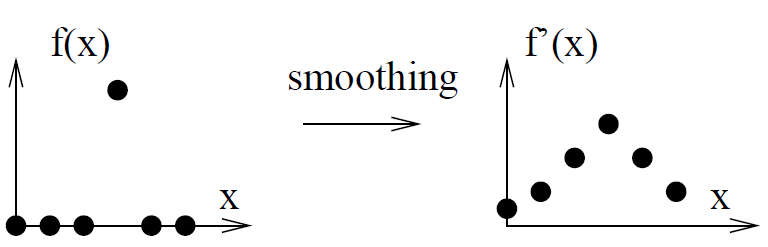 f(x)
x
smoothing
f’(x)
x